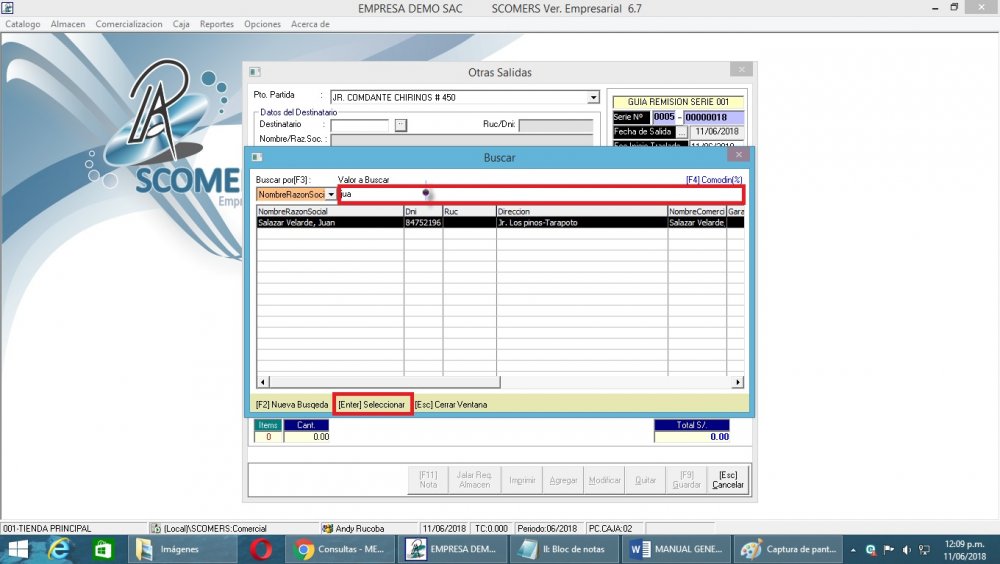 EMPRESA DEMO SAC SCOMERS Ver. Empresarial 6.7
Catalogo Almacen Comercializacion Caja Reportes Opciones Acerca de
Otras Salidas
Pto. Partida : JR. COMDANTE CHIRINOS # 450
GUIA REMISION SERIE 001
Datos del Destinatario
Serie Nº 0005 - 00000018
Destinatario : .. Ruc/Dni:
Fecha de Salida ... 11/06/2018
Nombre/Raz.Soc. :
Fec.Inicio Traslado 11/06/2018
SCOMER
Empr
Buscar
Buscar por[F3] : Valor a Buscar [F4] Comodin(%)
NombreRazonSoci jua
NombreRazonSocial Dni Ruc Direccion NombreComerci Gara
Salazar Velarde, Juan 84752196 Jr. Los pinos-Tarapoto Salazar Velarde
[F2] Nueva Busqeda [Enter] Seleccionar [Esc] Cerrar Ventana
Items Cant. Total S/.
0 0.00 0.00
[F11] Nota Jalar Req. Almacen Imprimir Agregar Modificar Quitar [F9] Guardar [Esc] Cancelar
001-TIENDA PRINCIPAL (Local)\SCOMERS:Comercial Andy Rucoba 11/06/2018 TC:0.000 Periodo:06/2018 PC.CAJA:02
Imágenes Consultas - ME... EMPRESA DEM... II: Bloc de notas MANUAL GENE... Captura de pant...
12:09 p.m.
11/06/2018